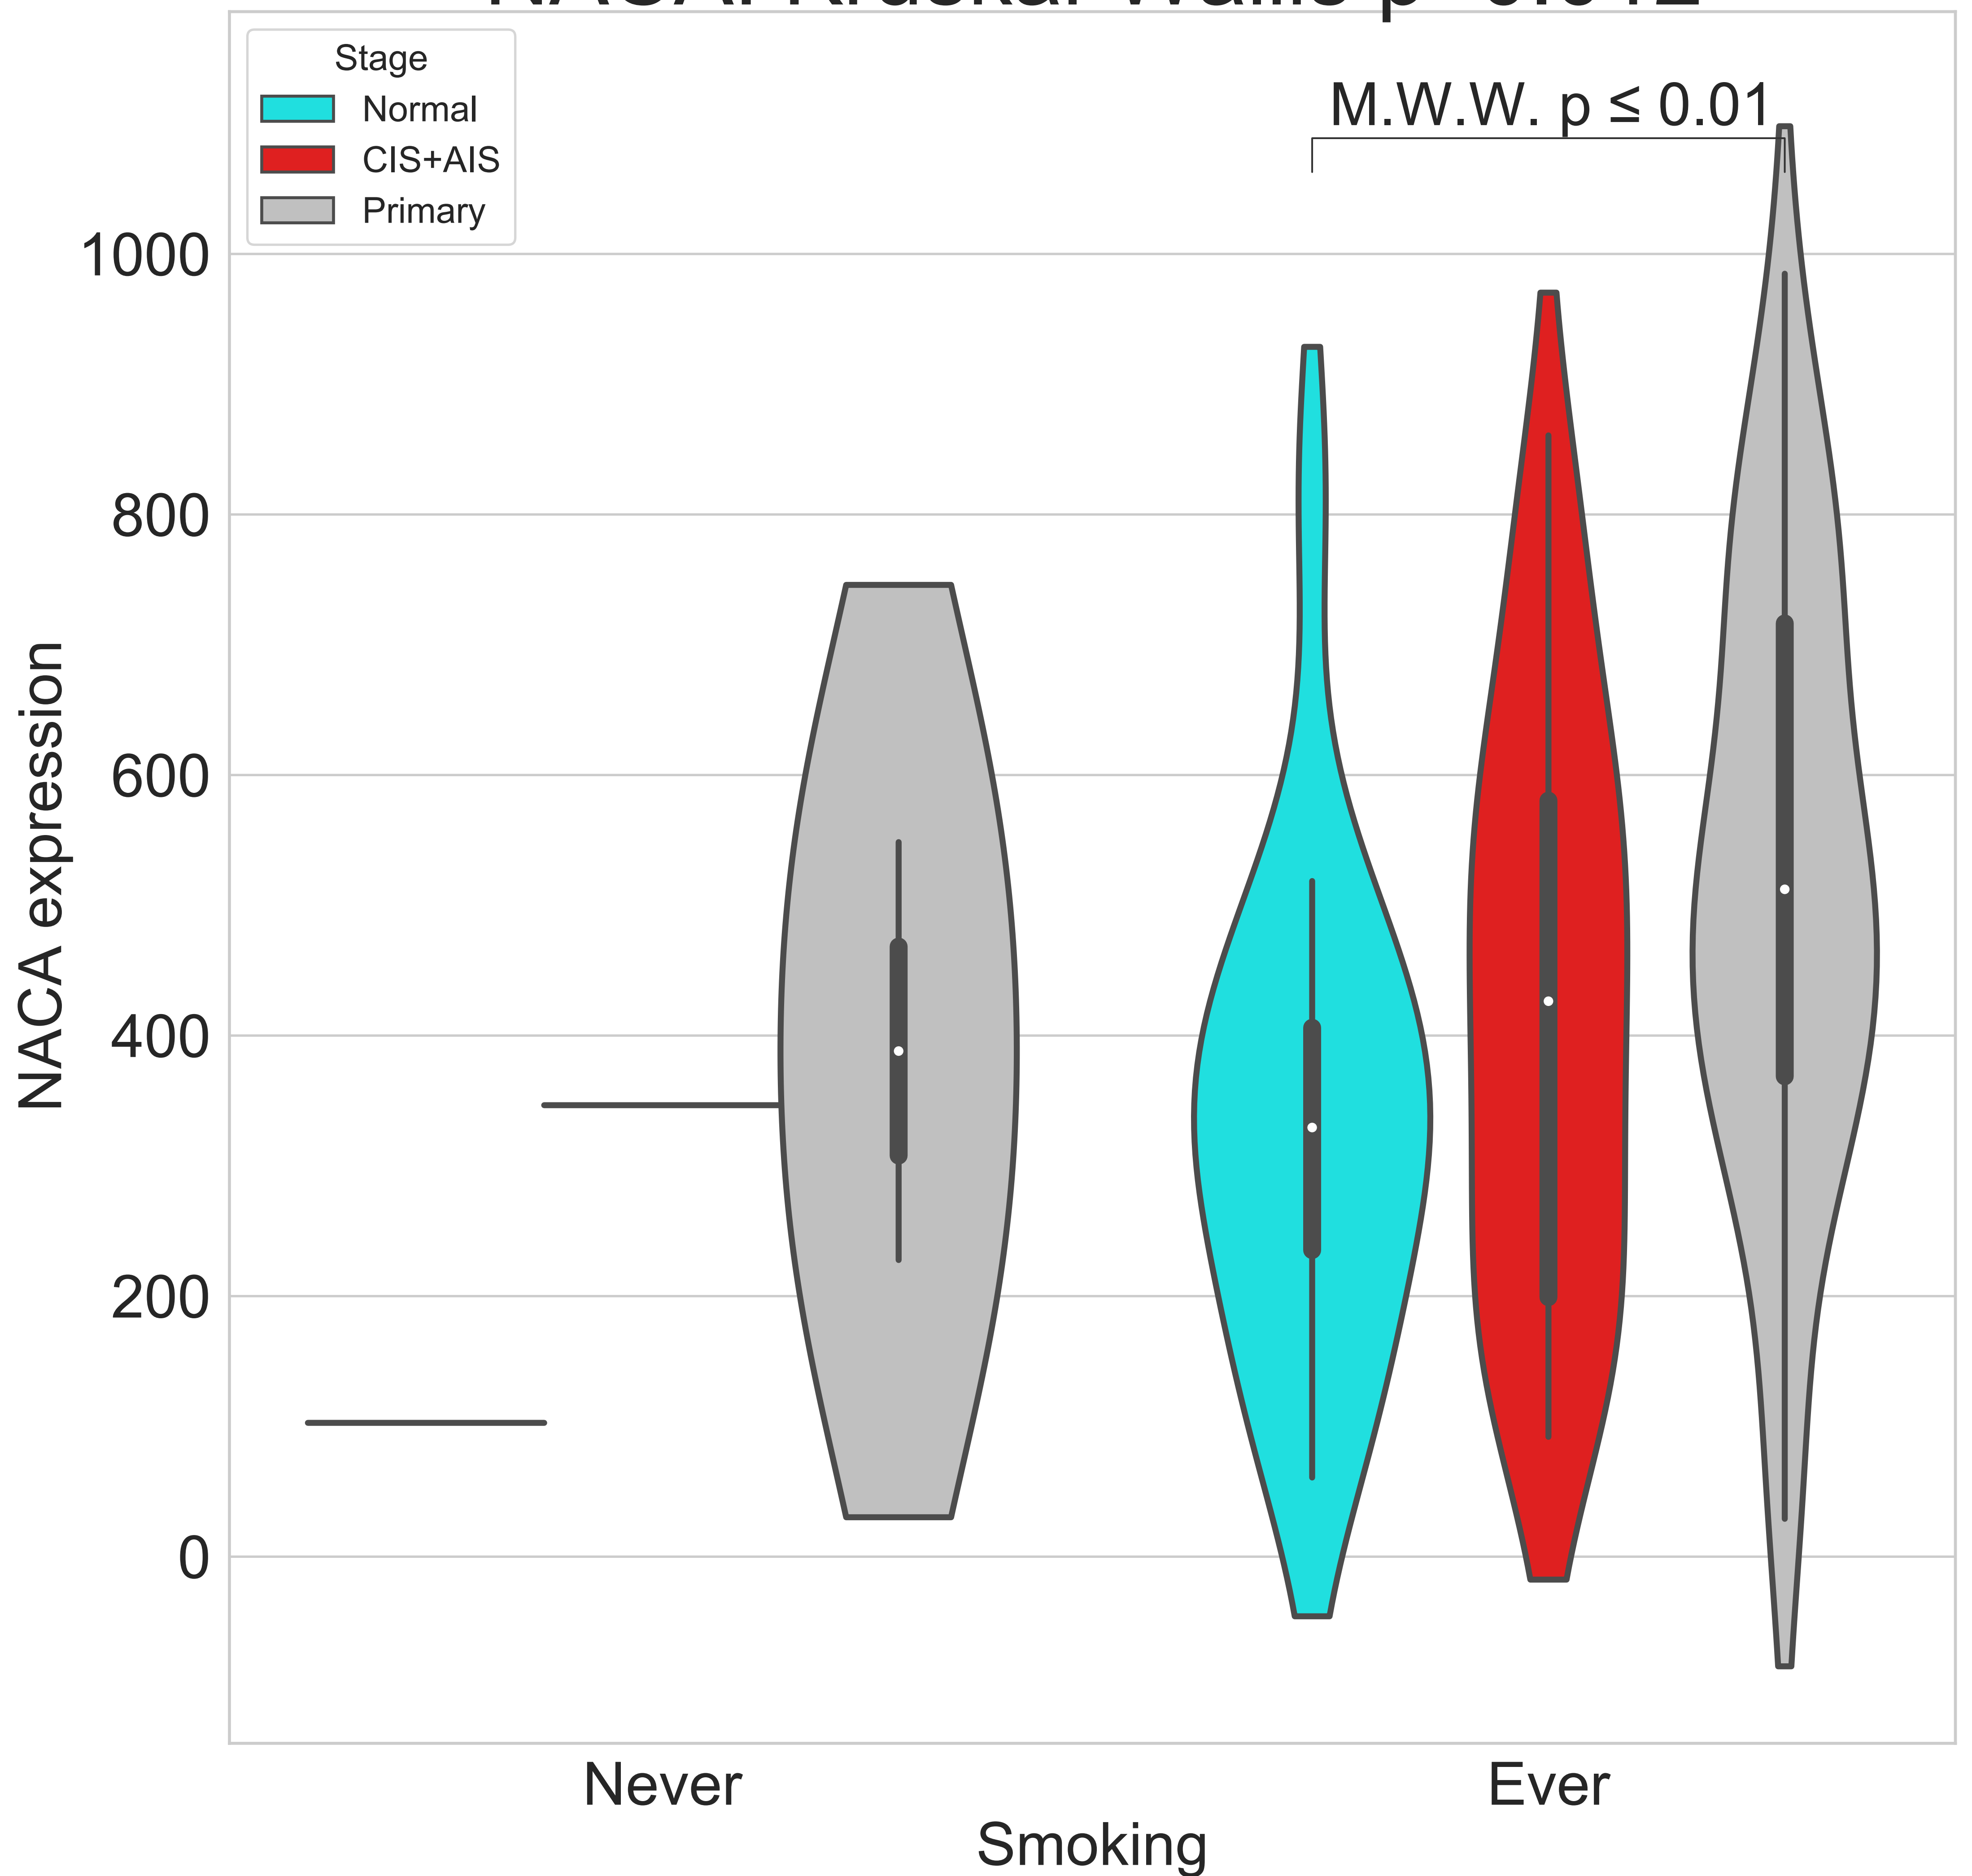 Stage
Normal
CIS+AIS
Primary
M.W.W. p ≤ 0.01
1000
800
600
400
200
0
NACA expression
Never
Ever
Smoking